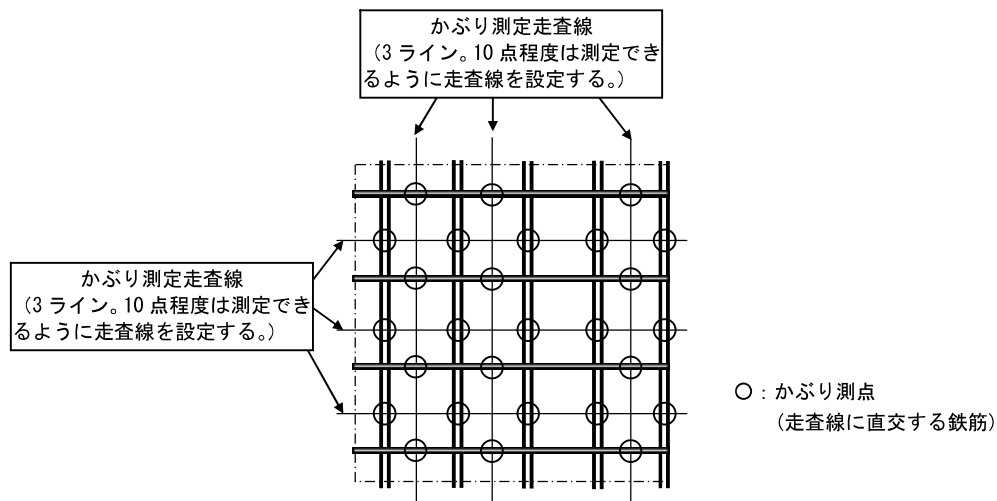 かぶり測定走査線
（3 ライン。10 点程度は測定でき
るように走査線を設定する。）
かぶり測定走査線
（3 ライン。10 点程度は測定でき
るように走査線を設定する。）
○：かぶり測点
（走査線に直交する鉄筋）